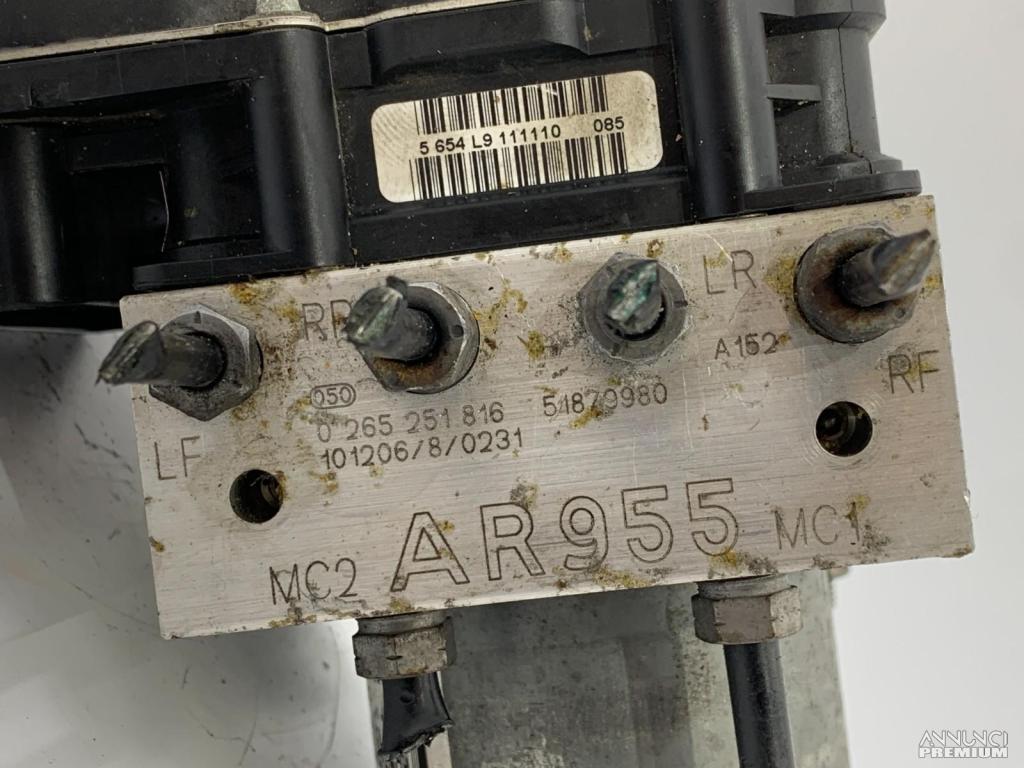 5 654 L9 111110 085
RR
LR
A152
RF
050
0 265 251 816 51879980
101206/8/0231
LF
AR955
MC1
MC2
ANNUNCI
PREMIUM